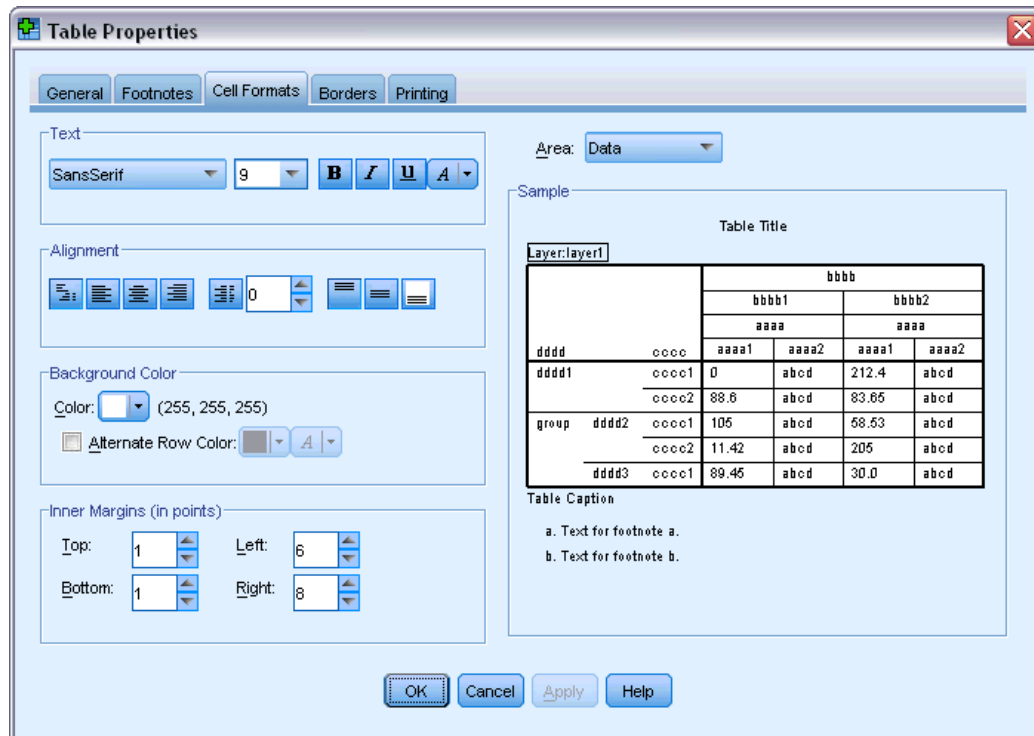 Table Properties
General Footnotes Cell Formats Borders Printing
Text
SansSerif 9 B I U A
Alignment
0
Background Color
Color: (255, 255, 255)
Alternate Row Color: A
Inner Margins (in points)
Top: 1 Left: 6
Bottom: 1 Right: 8
Area: Data
Sample
Table Title
Layer:layer1
bbbb
bbbb1 bbbb2
aaaa aaaa
dddd cccc aaaa1 aaaa2 aaaa1 aaaa2
dddd1 cccc1 0 abcd 212.4 abcd
cccc2 88.6 abcd 83.65 abcd
group dddd2 cccc1 105 abcd 58.53 abcd
cccc2 11.42 abcd 205 abcd
dddd3 cccc1 89.45 abcd 30.0 abcd
Table Caption
a. Text for footnote a.
b. Text for footnote b.
OK Cancel Apply Help